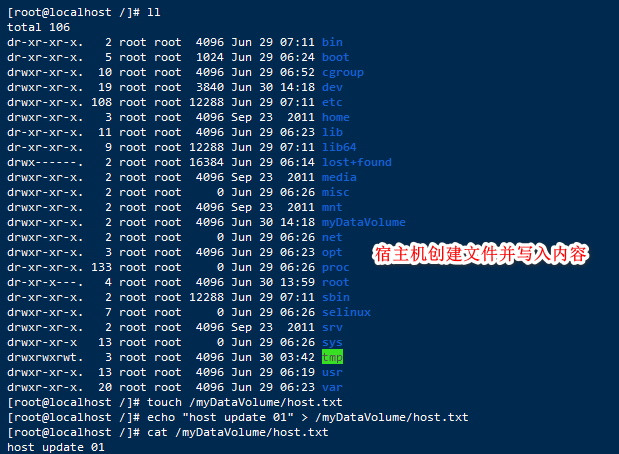 [root@localhost /]# ll
total 106
dr-xr-xr-x.   2 root root  4096 Jun 29 07:11 bin
dr-xr-xr-x.   5 root root  1024 Jun 29 06:24 boot
drwxr-xr-x.  10 root root  4096 Jun 29 06:52 cgroup
drwxr-xr-x.  19 root root  3840 Jun 30 14:18 dev
drwxr-xr-x. 108 root root 12288 Jun 29 07:11 etc
drwxr-xr-x.   3 root root  4096 Sep 23  2011 home
dr-xr-xr-x.  11 root root  4096 Jun 29 06:23 lib
dr-xr-xr-x.   9 root root 12288 Jun 29 07:11 lib64
drwx------.   2 root root 16384 Jun 29 06:14 lost+found
drwxr-xr-x.   2 root root  4096 Sep 23  2011 media
drwxr-xr-x.   2 root root     0 Jun 29 06:26 misc
drwxr-xr-x.   2 root root  4096 Sep 23  2011 mnt
drwxr-xr-x.   2 root root  4096 Jun 30 14:18 myDataVolume
drwxr-xr-x.   2 root root     0 Jun 29 06:26 net
drwxr-xr-x.   3 root root  4096 Jun 29 06:23 opt
dr-xr-xr-x. 133 root root     0 Jun 29 06:26 proc
dr-xr-x---.   4 root root  4096 Jun 30 13:59 root
dr-xr-xr-x.   2 root root 12288 Jun 29 07:11 sbin
drwxr-xr-x.   7 root root     0 Jun 29 06:26 selinux
drwxr-xr-x.   2 root root  4096 Sep 23  2011 srv
drwxr-xr-x   13 root root     0 Jun 29 06:26 sys
drwxrwxrwt.   3 root root  4096 Jun 30 03:42 tmp
drwxr-xr-x.  13 root root  4096 Jun 29 06:19 usr
drwxr-xr-x.  20 root root  4096 Jun 29 06:23 var
宿主机创建文件并写入内容
[root@localhost /]# touch /myDataVolume/host.txt
[root@localhost /]# echo "host update 01" > /myDataVolume/host.txt
[root@localhost /]# cat /myDataVolume/host.txt
host update 01